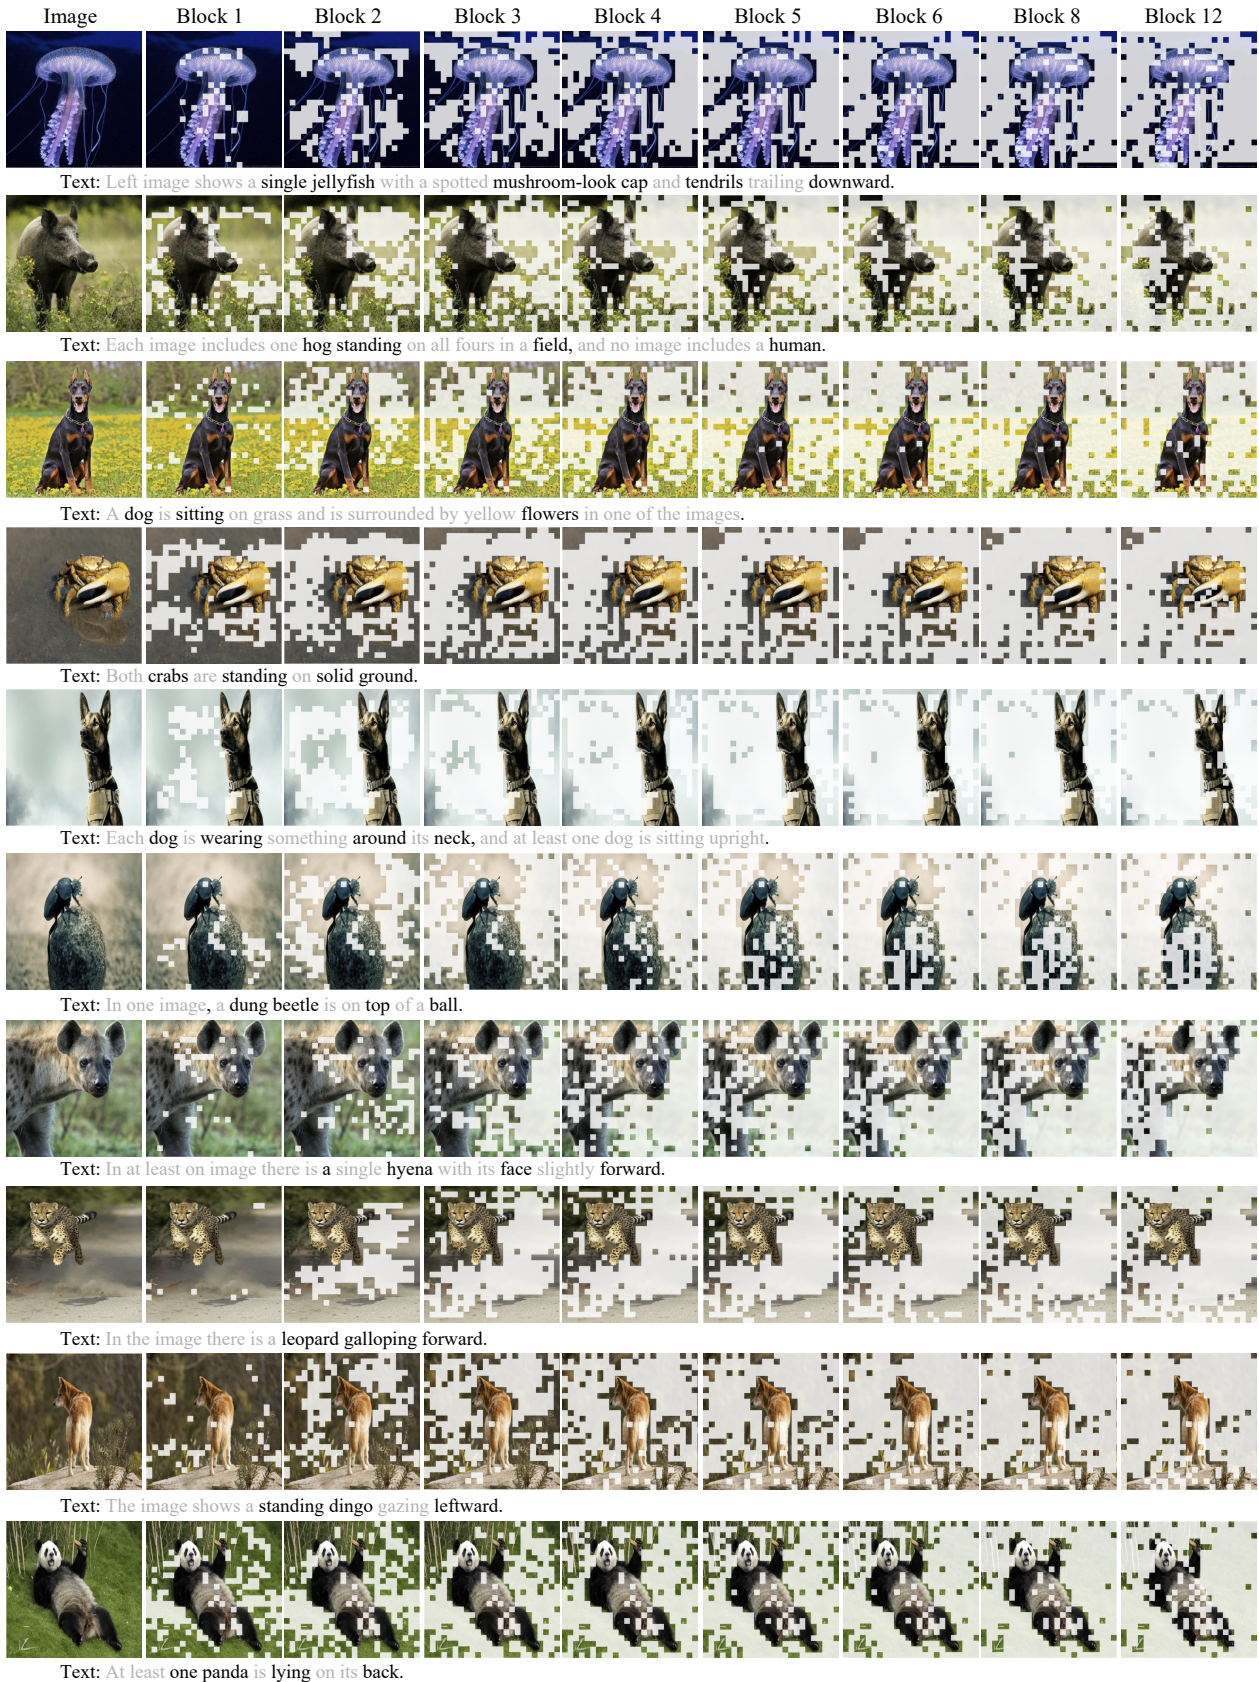 Image Block 1 Block 2 Block 3 Block 4 Block 5 Block 6 Block 8 Block 12
Text: Left image shows a single jellyfish with a spotted mushroom-look cap and tendrils trailing downward.
Text: Each image includes one hog standing on all fours in a field, and no image includes a human.
Text: A dog is sitting on grass and is surrounded by yellow flowers in one of the images.
Text: Both crabs are standing on solid ground.
Text: Each dog is wearing something around its neck, and at least one dog is sitting upright.
Text: In one image, a dung beetle is on top of a ball.
Text: In at least on image there is a single hyena with its face slightly forward.
Text: In the image there is a leopard galloping forward.
Text: The image shows a standing dingo gazing leftward.
Text: At least one panda is lying on its back.